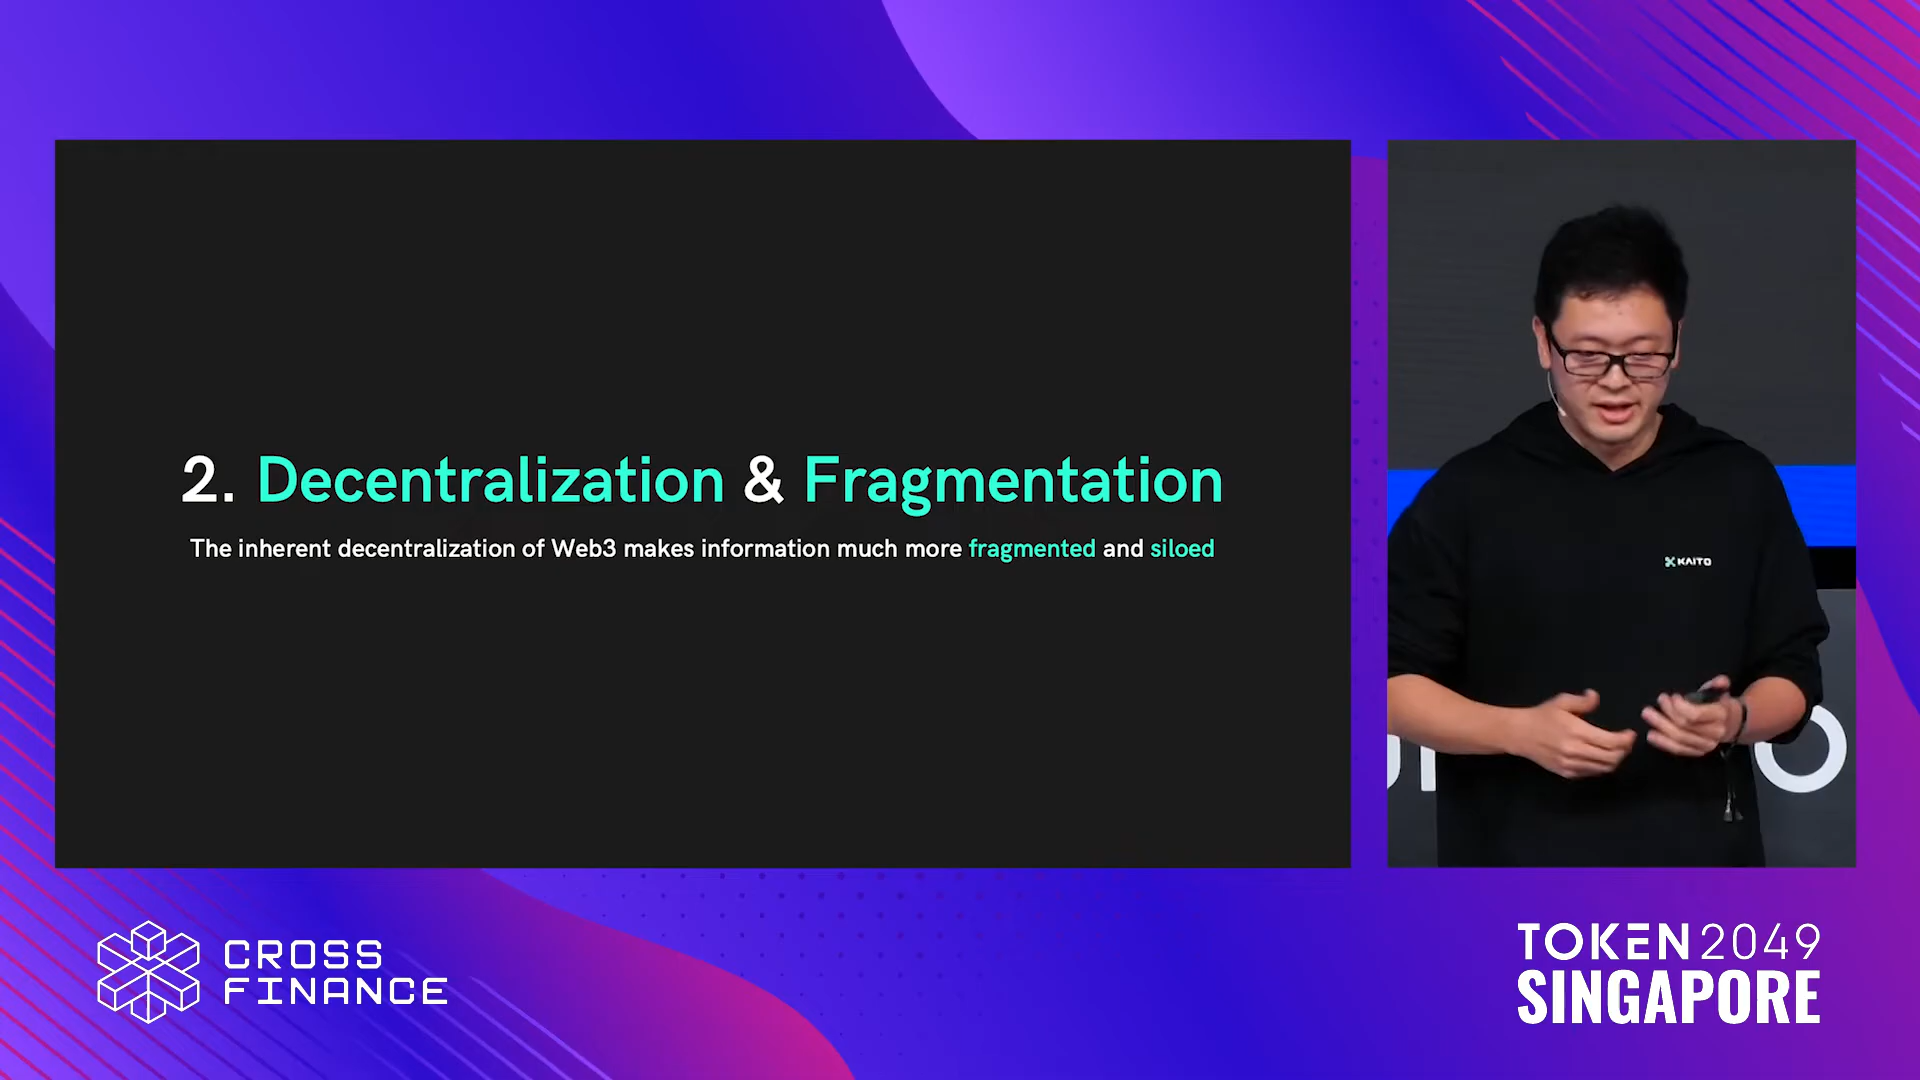 2. Decentralization & Fragmentation
The inherent decentralization of Web3 makes information much more fragmented and siloed
KAITO
CROSS
FINANCE
TOKEN2049
SINGAPORE